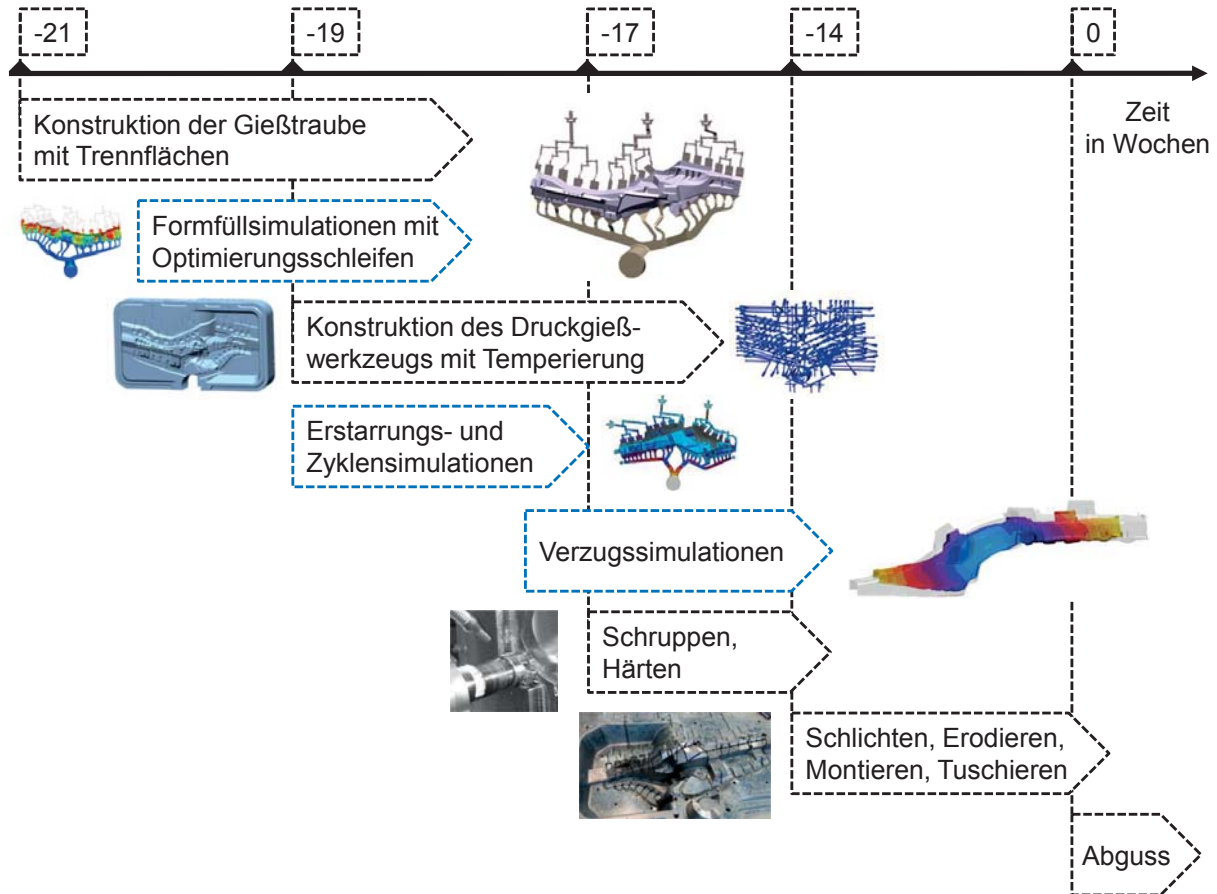 -21
-19
-17
-14
0
Zeit
in Wochen
Konstruktion der Gießtraube
mit Trennflächen
Formfüllsimulationen mit
Optimierungsschleifen
Konstruktion des Druckgieß-
werkzeugs mit Temperierung
Erstarrungs- und
Zyklensimulationen
Verzugssimulationen
Schruppen,
Härten
Schlichten, Erodieren,
Montieren, Tuschieren
Abguss